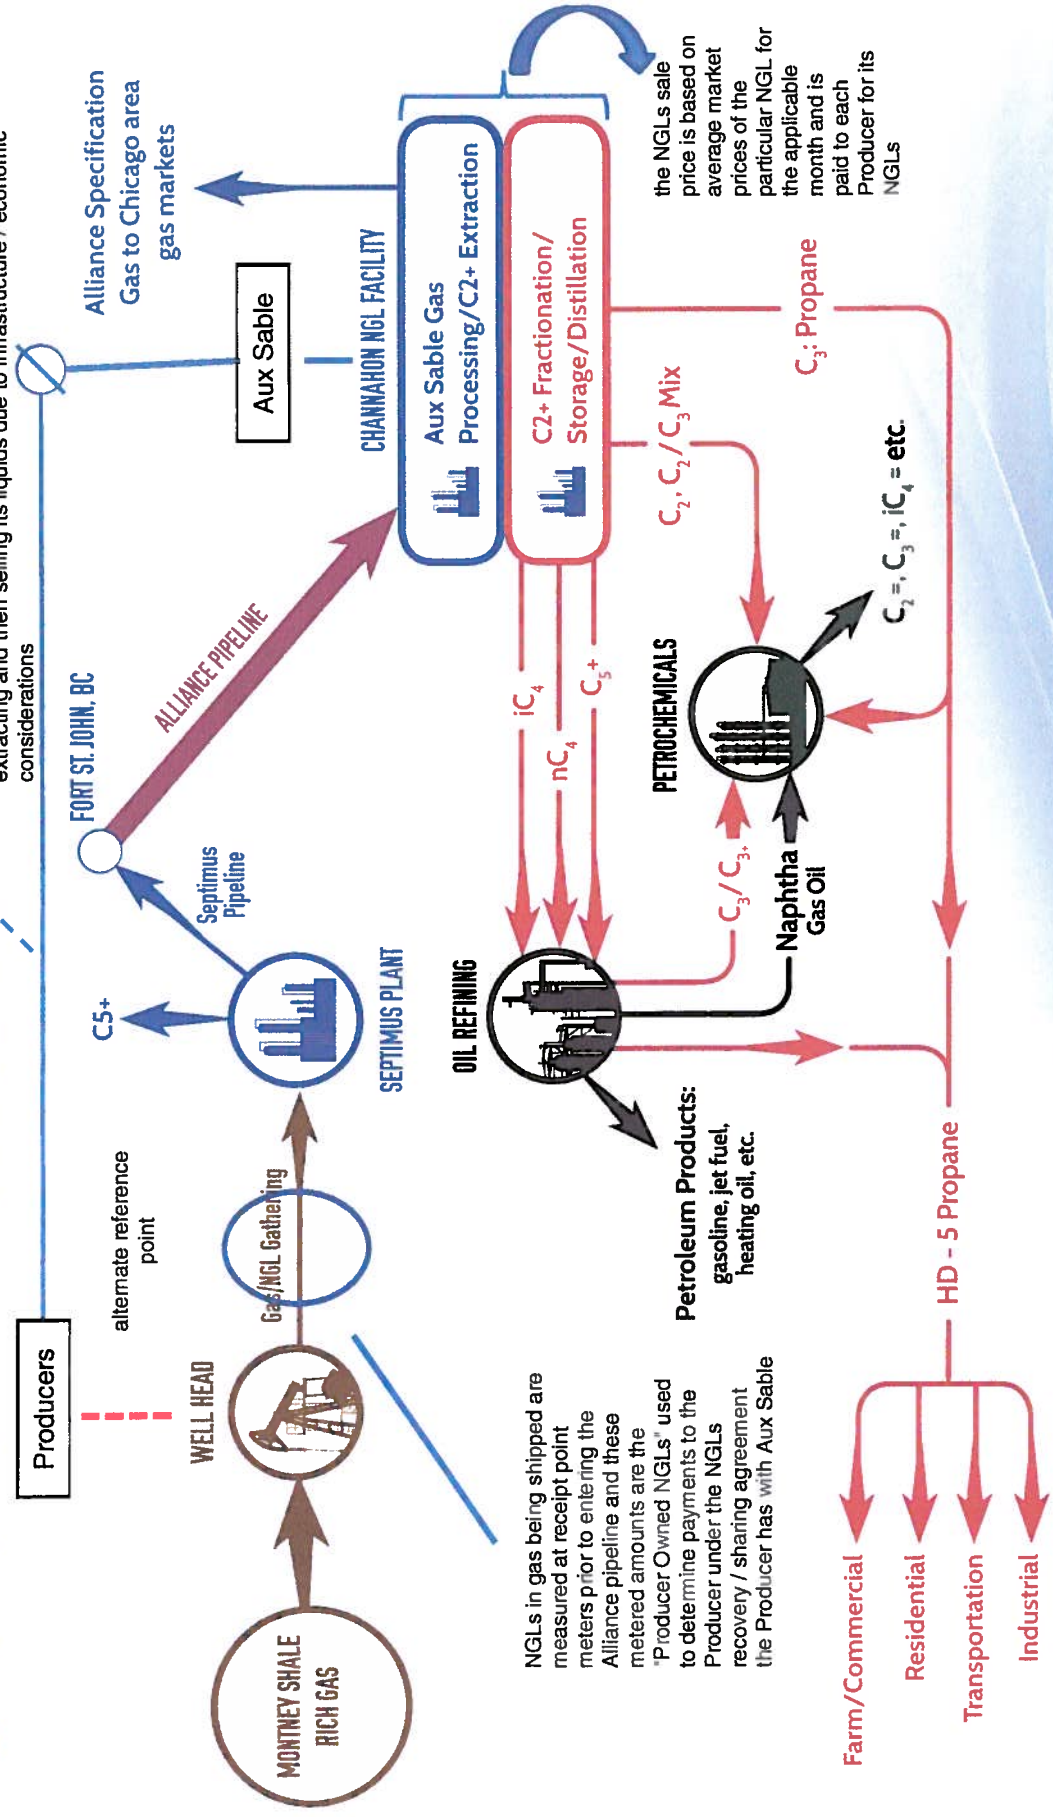 extracting and then selling its liquids due to infrastructure / economic
considerations
Producers
Aux Sable
Alliance Specification
Gas to Chicago area
gas markets
alternate reference
point
C5+
FORT ST. JOHN, BC
Septimus
Pipeline
ALLIANCE PIPELINE
CHANNAHON NGL FACILITY
WELL HEAD
Gas/NGL Gathering
MONTNEY SHALE
RICH GAS
SEPTIMUS PLANT
Aux Sable Gas
Processing/C2+ Extraction
C2+ Fractionation/
Storage/Distillation
the NGLs sale
price is based on
average market
prices of the
particular NGL for
the applicable
month and is
paid to each
Producer for its
NGLs
NGLs in gas being shipped are
measured at receipt point
meters prior to entering the
Alliance pipeline and these
metered amounts are the
"Producer Owned NGLs" used
to determine payments to the
Producer under the NGLs
recovery / sharing agreement
the Producer has with Aux Sable
OIL REFINING
iC₄
nC₄
C₅+
C₂, C₂/C₃ Mix
C₃: Propane
PETROCHEMICALS
C₃/ C₃₊
Naphtha
Gas Oil
C₂=, C₃=, iC₄= etc.
Petroleum Products:
gasoline, jet fuel,
heating oil, etc.
HD - 5 Propane
Farm/Commercial
Residential
Transportation
Industrial